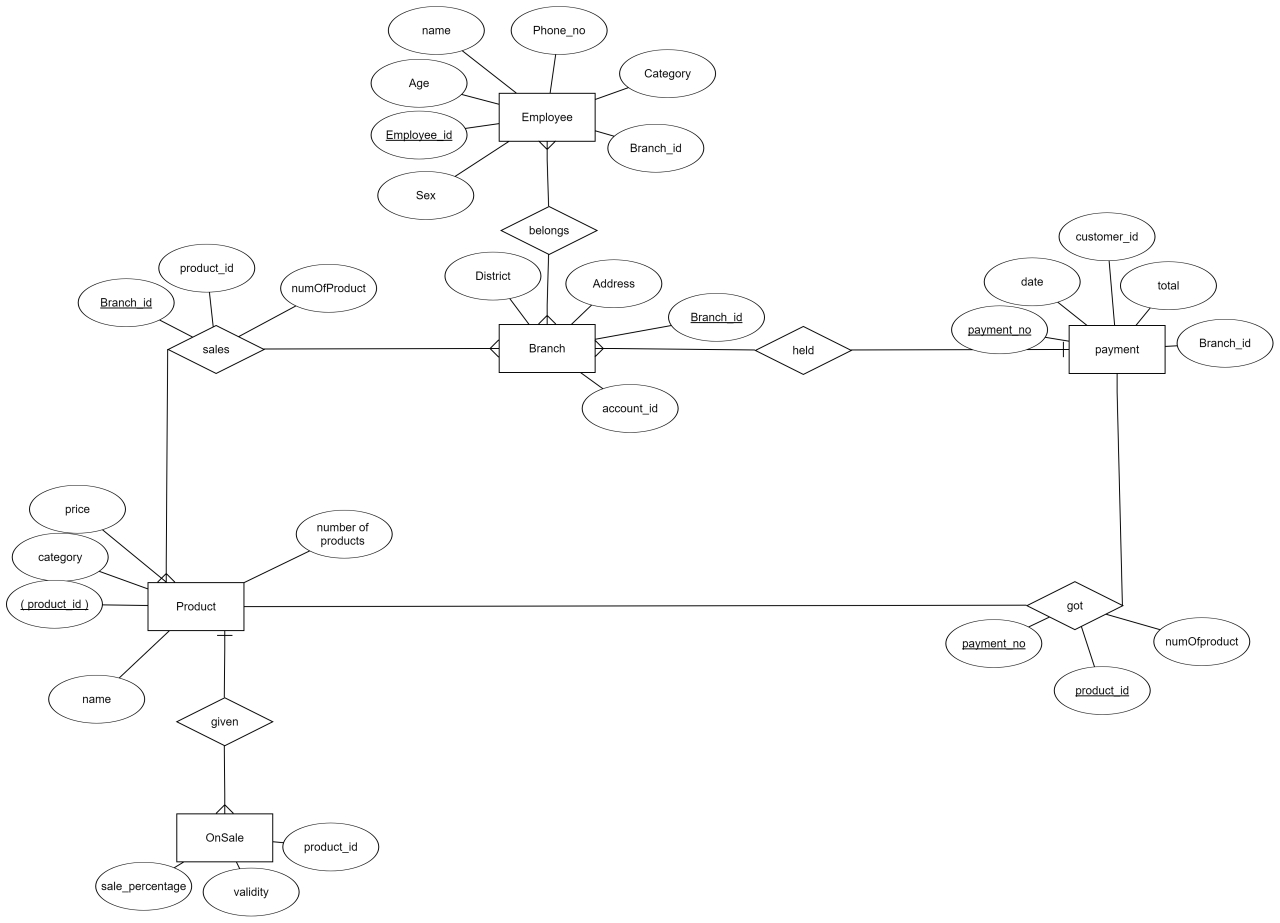 name
Phone_no
Category
Age
Employee
Employee_id
Branch_id
Sex
belongs
customer_id
product_id
District
Address
date
total
numOfProduct
Branch_id
Branch_id
payment_no
sales
Branch
held
payment
Branch_id
account_id
price
number of
products
category
( product_id )
Product
got
payment_no
numOfproduct
product_id
name
given
OnSale
product_id
sale_percentage
validity